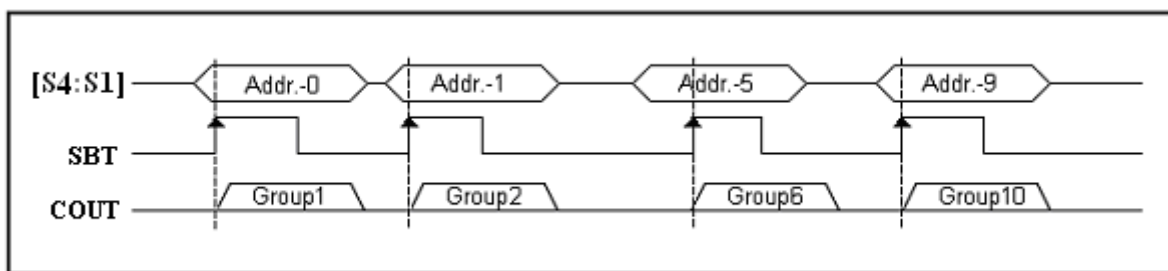 [S4:S1] Addr.-0 Addr.-1 Addr.-5 Addr.-9
SBT
COUT Group1 Group2 Group6 Group10